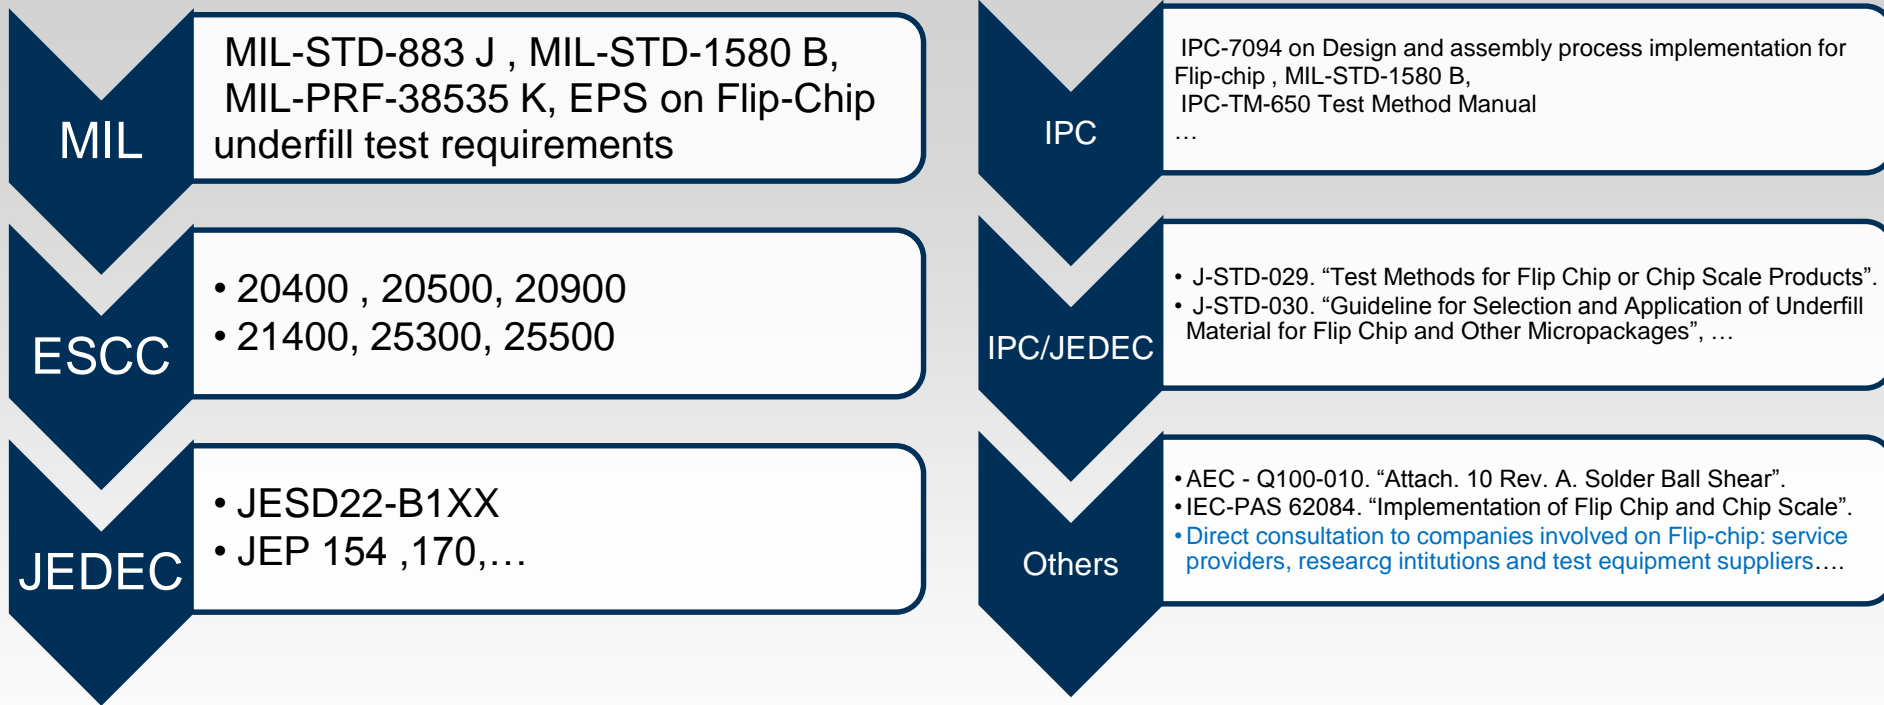 MIL
MIL-STD-883 J , MIL-STD-1580 B,
MIL-PRF-38535 K, EPS on Flip-Chip
underfill test requirements
ESCC
• 20400 , 20500, 20900
• 21400, 25300, 25500
JEDEC
• JESD22-B1XX
• JEP 154 ,170,…
IPC
IPC-7094 on Design and assembly process implementation for
Flip-chip , MIL-STD-1580 B,
IPC-TM-650 Test Method Manual
…
IPC/JEDEC
• J-STD-029. “Test Methods for Flip Chip or Chip Scale Products”.
• J-STD-030. “Guideline for Selection and Application of Underfill
Material for Flip Chip and Other Micropackages”, …
Others
• AEC - Q100-010. “Attach. 10 Rev. A. Solder Ball Shear”.
• IEC-PAS 62084. “Implementation of Flip Chip and Chip Scale”.
• Direct consultation to companies involved on Flip-chip: service
providers, researcg intitutions and test equipment suppliers….